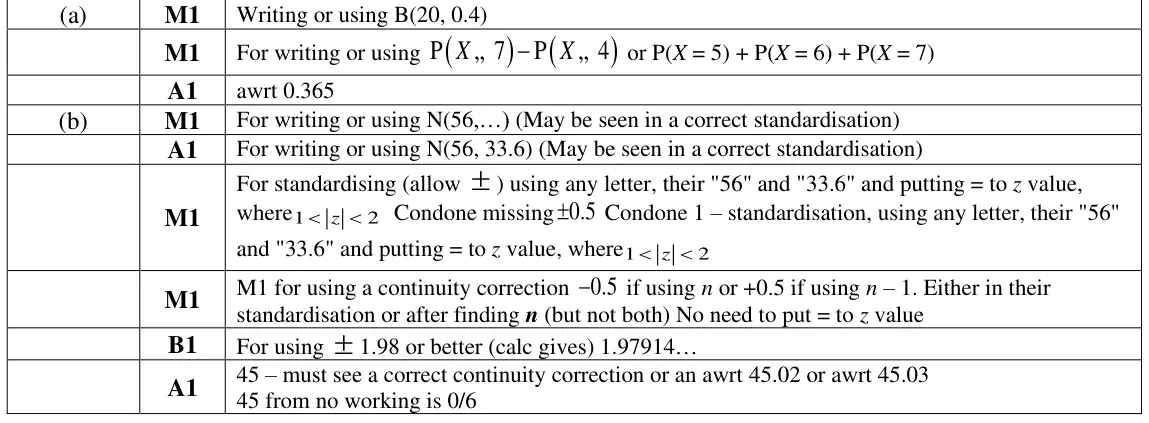 (a) M1 Writing or using B(20, 0.4)
M1 For writing or using P(X ,, 7)−P(X ,, 4) or P(X = 5) + P(X = 6) + P(X = 7)
A1 awrt 0.365
(b) M1 For writing or using N(56,…) (May be seen in a correct standardisation)
A1 For writing or using N(56, 33.6) (May be seen in a correct standardisation)
For standardising (allow ± ) using any letter, their "56" and "33.6" and putting = to z value,
M1 where 1 < |z| < 2 Condone missing ±0.5 Condone 1 – standardisation, using any letter, their "56"
and "33.6" and putting = to z value, where 1 < |z| < 2
M1 M1 for using a continuity correction −0.5 if using n or +0.5 if using n – 1. Either in their
standardisation or after finding n (but not both) No need to put = to z value
B1 For using ± 1.98 or better (calc gives) 1.97914…
A1 45 – must see a correct continuity correction or an awrt 45.02 or awrt 45.03
45 from no working is 0/6